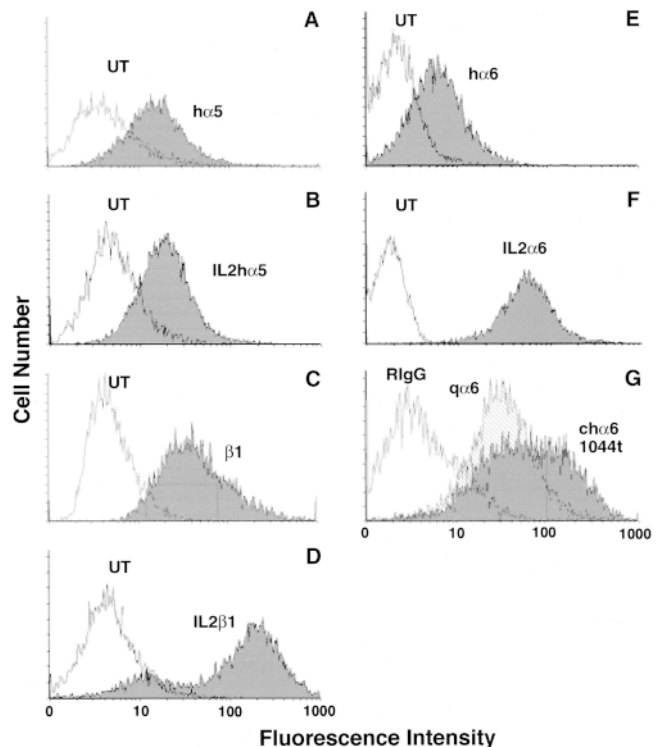 A
UT
hα5
B
UT
IL2hα5
C
UT
β1
D
UT
IL2β1
0 10 100 1000
E
UT
hα6
F
UT
IL2α6
G
RIgG
qα6
chα6
1044t
0 10 100 1000
Cell Number
Fluorescence Intensity